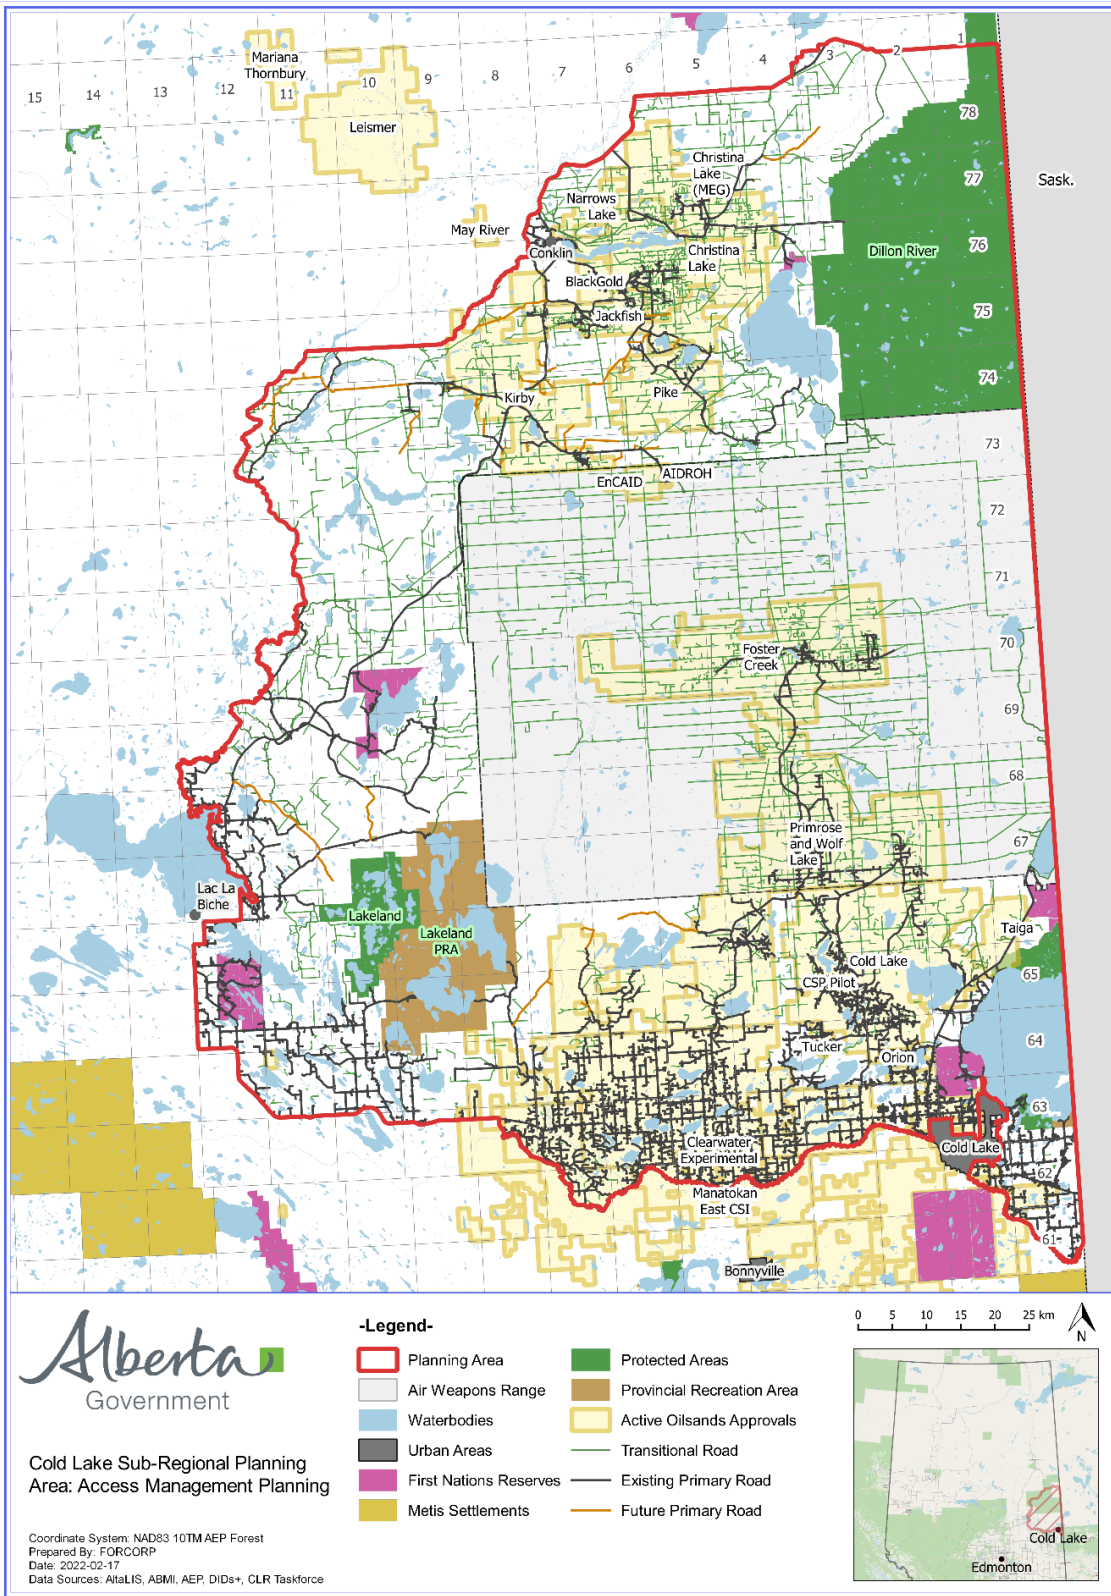 Mariana
Thornbury
1
2
3
4
5
6
7
8
9
10
11
12
13
14
15
Leismer
78
Christina
Lake
(MEG)
77
Sask.
Narrows
Lake
May River
76
Conklin
Christina
Lake
Dillon River
BlackGold
75
Jackfish
74
Kirby
Pike
73
AIDROH
EnCAID
72
71
70
Foster
Creek
69
68
Primrose
and Wolf
Lake
67
Lac La
Biche
Lakeland
Lakeland
PRA
Taiga
Cold Lake
65
CSP Pilot
64
Tucker
Orion
63
Clearwater
Experimental
Cold Lake
62
Manatokan
East CSI
61
Bonnyville
Alberta
Government
Cold Lake Sub-Regional Planning
Area: Access Management Planning
Coordinate System: NAD83 10TM AEP Forest
Prepared By: FORCORP
Date: 2022-02-17
Data Sources: AltaLIS, ABMI, AEP, DIDs+, CLR Taskforce
-Legend-
Planning Area
Air Weapons Range
Waterbodies
Urban Areas
First Nations Reserves
Metis Settlements
Protected Areas
Provincial Recreation Area
Active Oilsands Approvals
Transitional Road
Existing Primary Road
Future Primary Road
0 5 10 15 20 25 km
N
Cold Lake
Edmonton